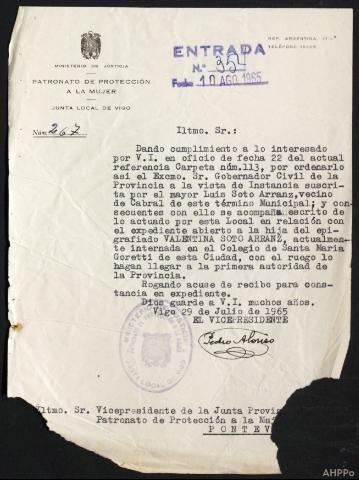 MINISTERIO DE JUSTICIA
PATRONATO DE PROTECCIÓN
A LA MUJER
JUNTA LOCAL DE VIGO
Núm. 267
REP. ARGENTINA,
TELÉFONO
ENTRADA
N.º 354
Fecha 10 AGO 1965
Iltmo. Sr.:
Dando cumplimiento a lo interesado
por V.I. en oficio de fecha 22 del actual
referencia Carpeta núm.113, por ordenarlo
asi el Excmo. Sr. Gobernador Civil de la
Provincia a la vista de Instancia suscri-
ta por el mayor Luis Soto Arranz, vecino
de Cabral de este término Municipal; y con-
secuentes con ello se acompaña escrito de
lo actuado por esta Local en relación con
el expediente abierto a la hija del epi-
grafiado VALENTINA SOTO ARRANZ, actualmen-
te internada en el Colegio de Santa Maria
Goretti de esta Ciudad, con el ruego lo
hagan llegar a la primera autoridad de
la Provincia.
Rogando acuse de recibo para cons-
tancia en expediente.
Dios guarde a V.I. muchos años.
Vigo 29 de Julio de 1965
EL VICEPRESIDENTE
Pedro Alonso
Iltmo. Sr. Vicepresidente de la Junta Provi
Patronato de Protección a la Mu
PONTEV
AHPPo